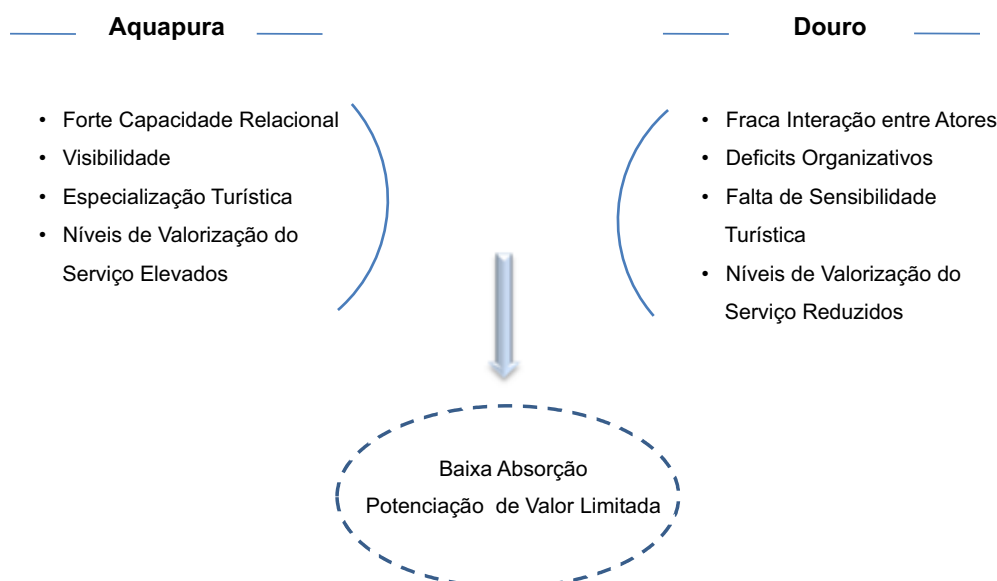 Aquapura
• Forte Capacidade Relacional
• Visibilidade
• Especialização Turística
• Níveis de Valorização do
Serviço Elevados
Douro
• Fraca Interação entre Atores
• Deficits Organizativos
• Falta de Sensibilidade
Turística
• Níveis de Valorização do
Serviço Reduzidos
Baixa Absorção
Potenciação de Valor Limitada